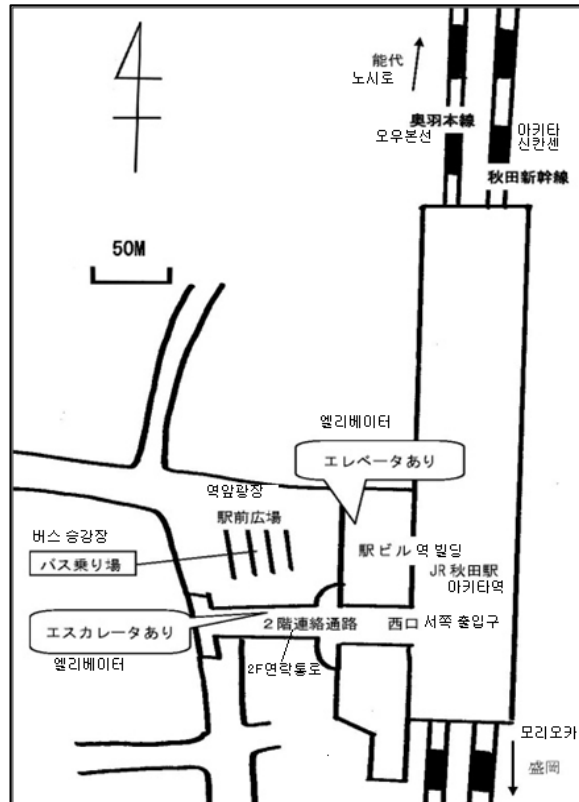 能代
노시로
奥羽本線
오우본선
아키타
신칸센
秋田新幹線
50M
엘리베이터
エレベータあり
역앞광장
駅前広場
버스 승강장
バス乗り場
駅ビル 역 빌딩
JR 秋田駅
아키타역
エスカレータあり
엘리베이터
2階連絡通路
西口 서쪽 출입구
2F연락통로
모리오카
盛岡